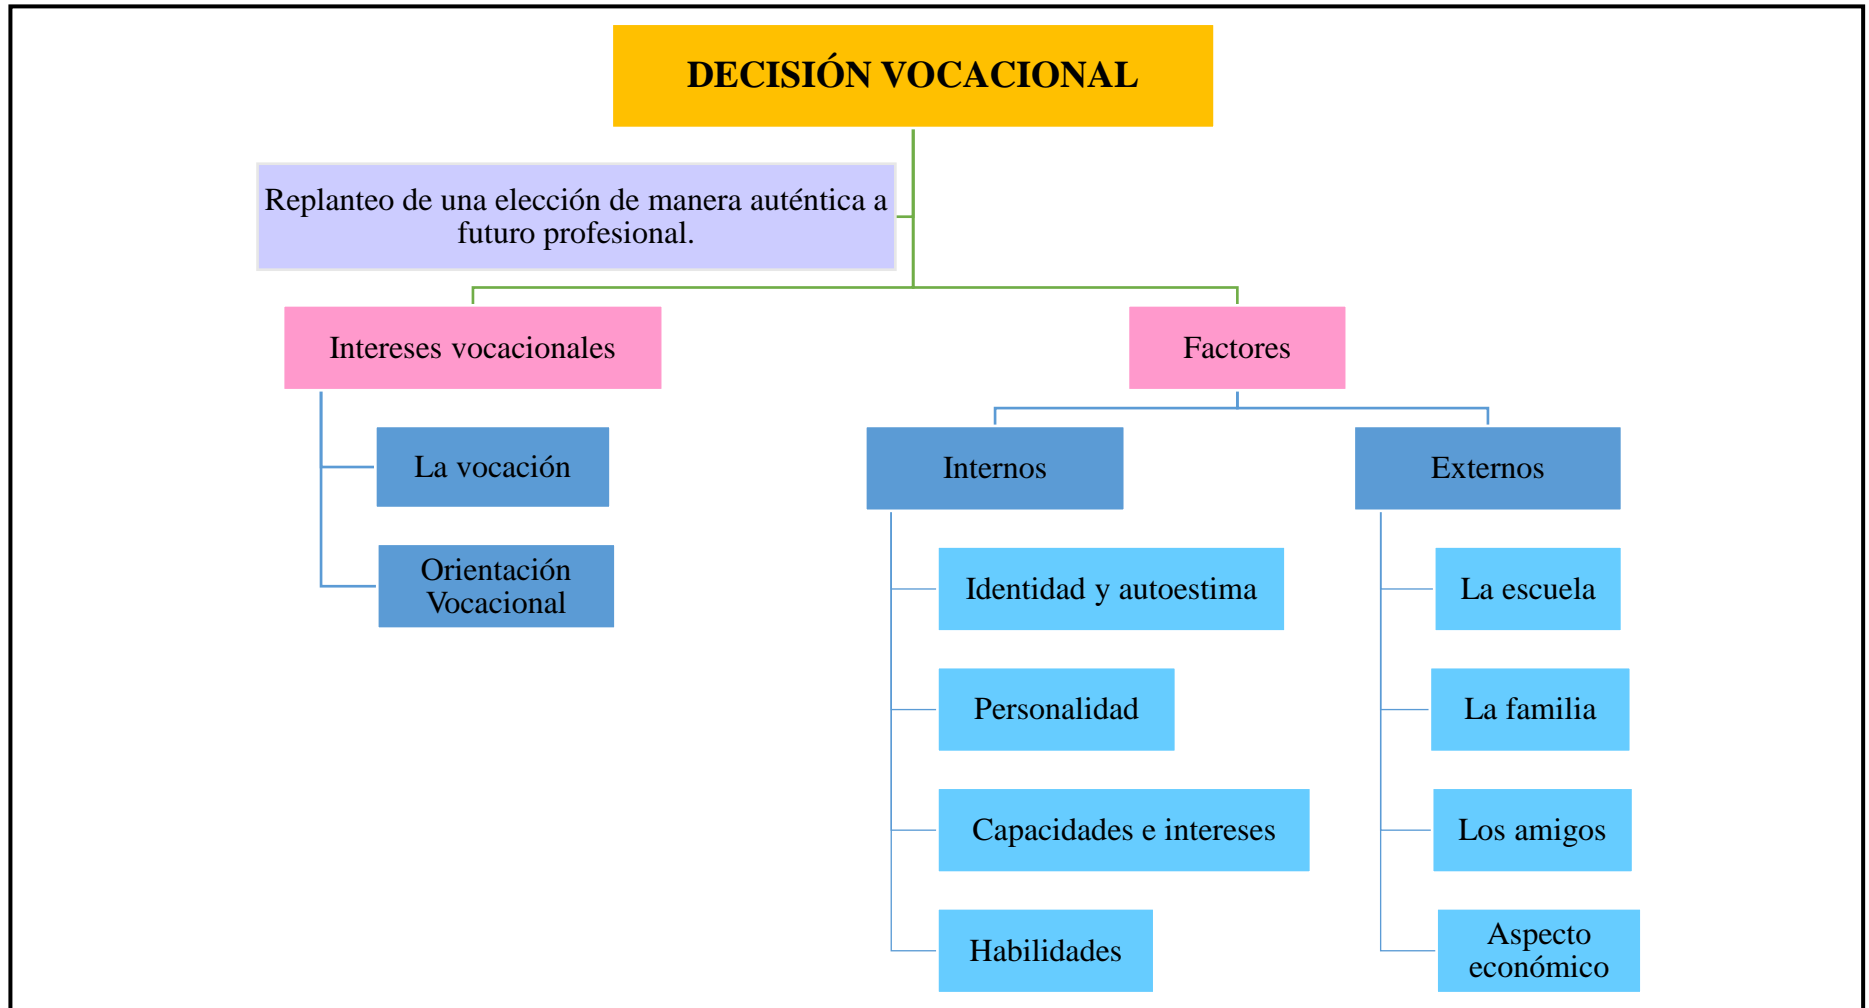 DECISIÓN VOCACIONAL
Replanteo de una elección de manera auténtica a
futuro profesional.
Intereses vocacionales
La vocación
Orientación
Vocacional
Factores
Internos
Identidad y autoestima
Personalidad
Capacidades e intereses
Habilidades
Externos
La escuela
La familia
Los amigos
Aspecto
económico